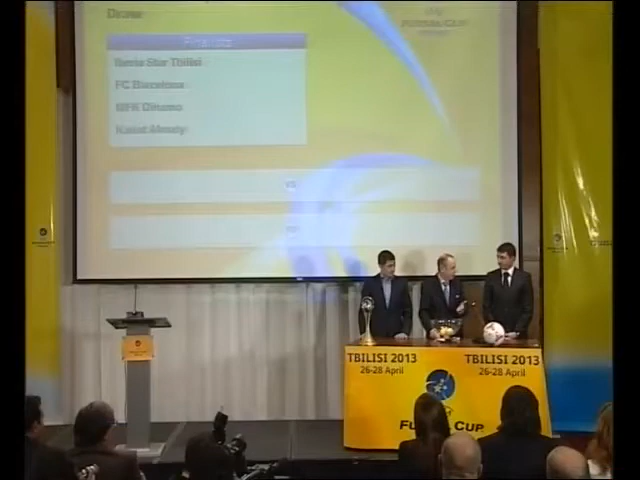 Draw
FUTSAL CUP
Finalists
Iberia Star Tbilisi
FC Barcelona
MFK Dinamo
Kairat Almaty
vs
TBILISI 2013
26-28 April
TBILISI 2013
26-28 April
CUP